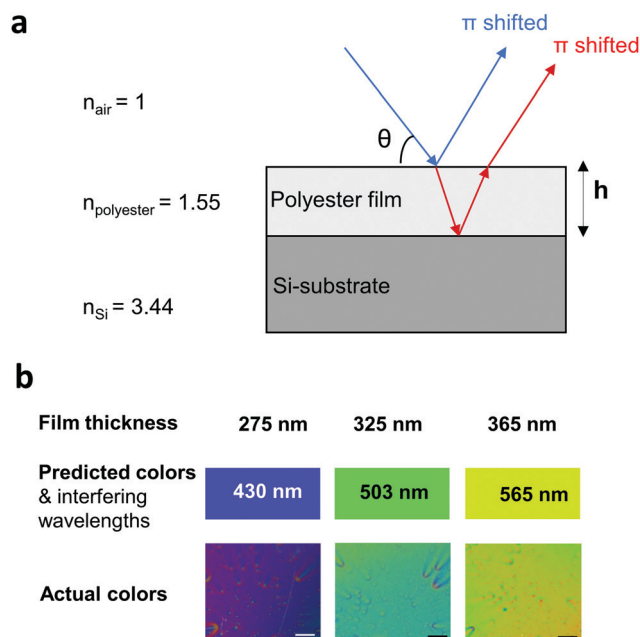 a
π shifted
π shifted
n_air = 1
θ
n_polyester = 1.55
Polyester film
h
Si-substrate
n_Si = 3.44
b
Film thickness 275 nm 325 nm 365 nm
Predicted colors
& interfering
wavelengths
430 nm 503 nm 565 nm
Actual colors